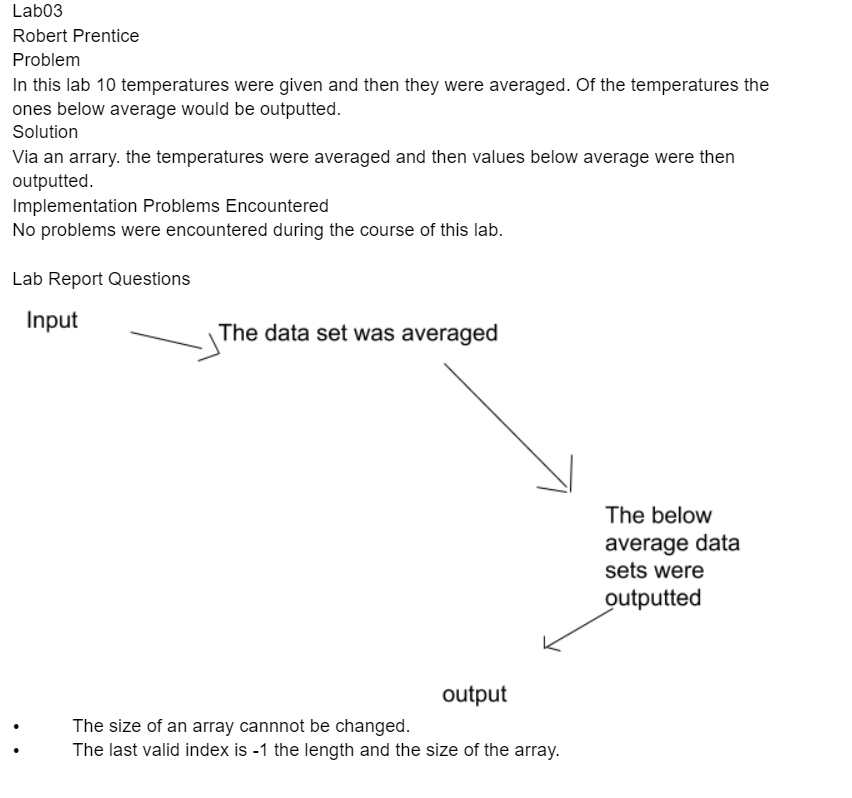 Lab03
Robert Prentice
Problem
In this lab 10 temperatures were given and then they were averaged. Of the temperatures the
ones below average would be outputted.
Solution
Via an arrary. the temperatures were averaged and then values below average were then
outputted.
Implementation Problems Encountered
No problems were encountered during the course of this lab.
Lab Report Questions
Input
The data set was averaged
The below
average data
sets were
outputted
output
• The size of an array cannnot be changed.
• The last valid index is -1 the length and the size of the array.